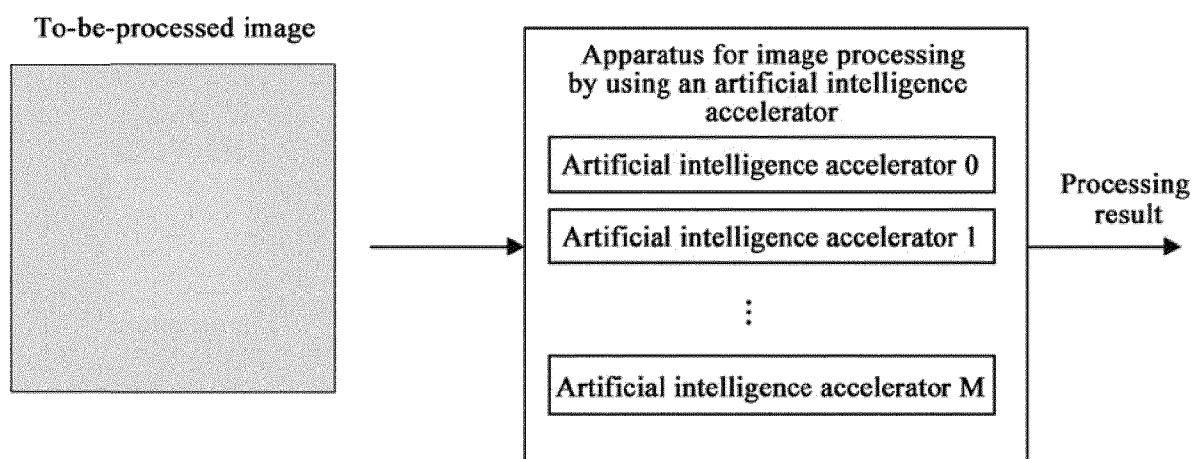 To-be-processed image
Apparatus for image processing
by using an artificial intelligence
accelerator
Artificial intelligence accelerator 0
Artificial intelligence accelerator 1
⋮
Artificial intelligence accelerator M
Processing
result